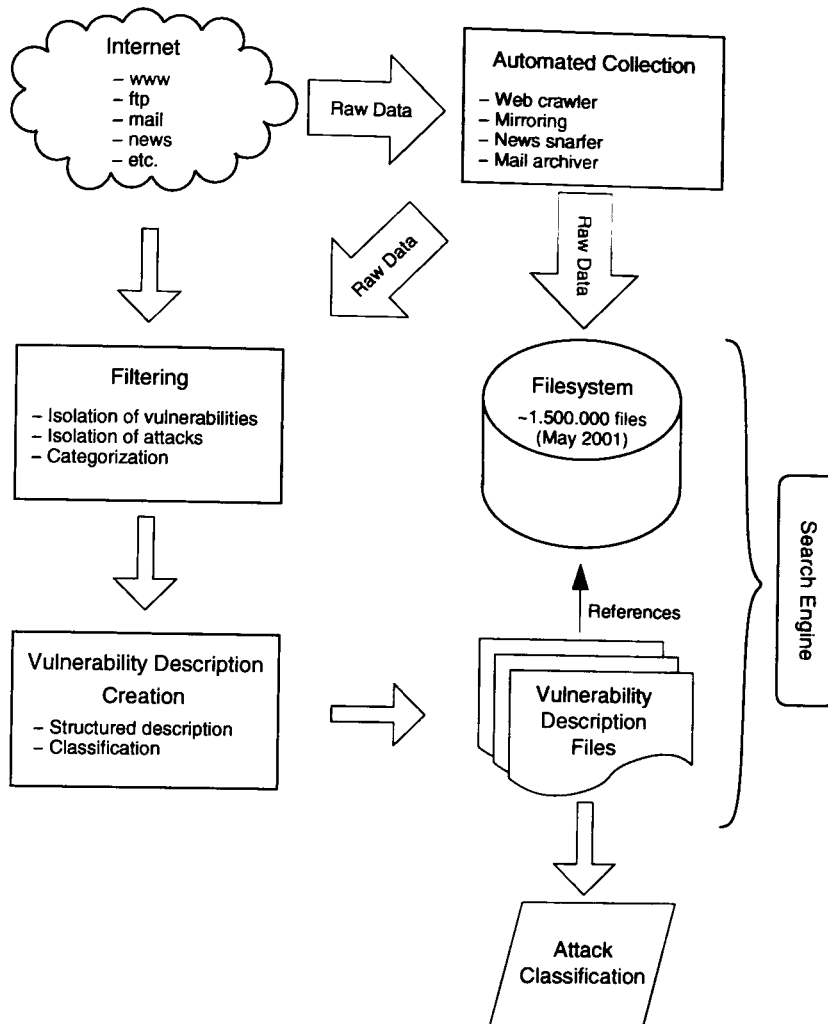 Internet
– www
– ftp
– mail
– news
– etc.
Raw Data
Automated Collection
– Web crawler
– Mirroring
– News snarfer
– Mail archiver
Raw Data
Raw Data
Filtering
– Isolation of vulnerabilities
– Isolation of attacks
– Categorization
Filesystem
~1.500.000 files
(May 2001)
Search Engine
References
Vulnerability Description
Creation
– Structured description
– Classification
Vulnerability
Description
Files
Attack
Classification